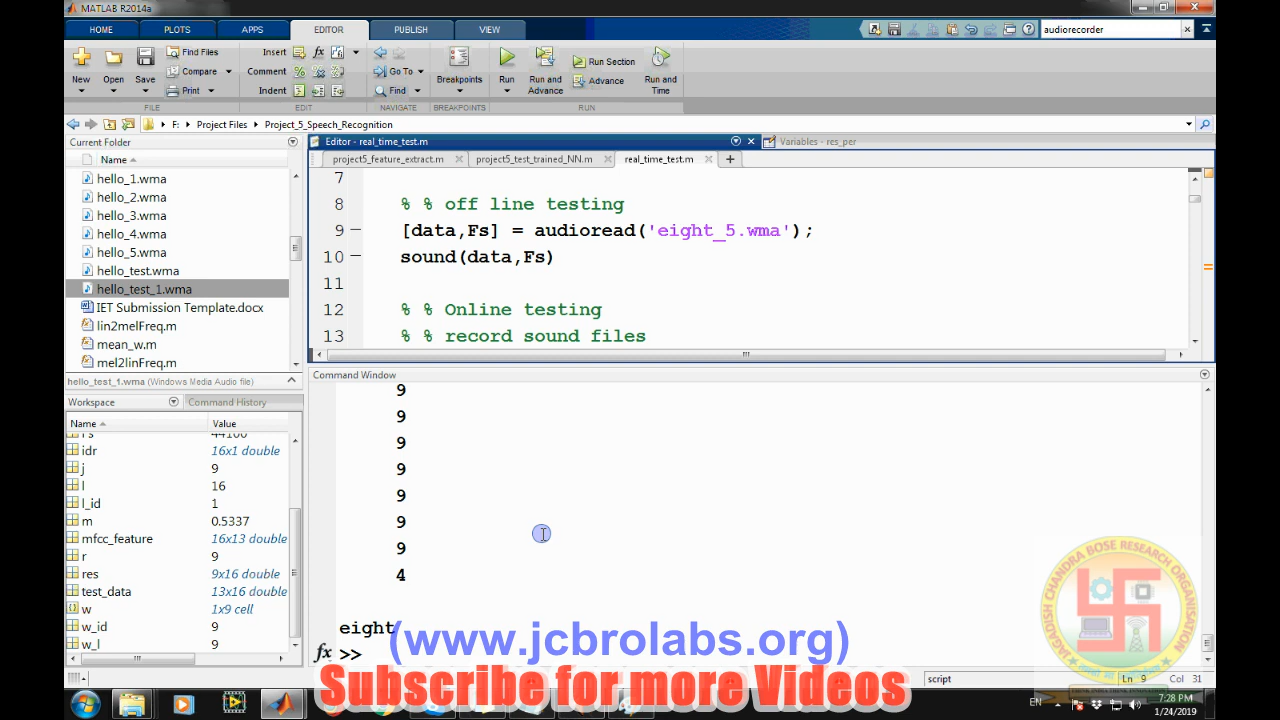 MATLAB R2014a
HOME PLOTS APPS EDITOR PUBLISH VIEW
audiorecorder
New Open Save Find Files Compare Print
Insert Comment Indent
Go To Find
Breakpoints
Run Run and Advance Run Section Advance Run and Time
FILE EDIT NAVIGATE BREAKPOINTS RUN
F: Project Files Project_5_Speech_Recognition
Current Folder
Name
hello_1.wma
hello_2.wma
hello_3.wma
hello_4.wma
hello_5.wma
hello_test.wma
hello_test_1.wma
IET Submission Template.docx
lin2melFreq.m
mean_w.m
mel2linFreq.m
hello_test_1.wma (Windows Media Audio file)
Workspace Command History
Name Value
44100
idr 16x1 double
j 9
l 16
l_id 1
m 0.5337
mfcc_feature 16x13 double
r 9
res 9x16 double
test_data 13x16 double
w 1x9 cell
w_id 9
w_l 9
Editor - real_time_test.m
Variables - res_per
project5_feature_extract.m project5_test_trained_NN.m real_time_test.m
7
8 % % off line testing
9 [data,Fs] = audioread('eight_5.wma');
10 sound(data,Fs)
11
12 % % Online testing
13 % % record sound files
Command Window
9
9
9
9
9
9
9
4
eight
fx >>
(www.jcbrolabs.org)
Subscribe for more Videos
JAGADISH CHANDRA BOSE RESEARCH ORGANISATION
script Ln 9 Col 31
EN 7:28 PM
1/24/2019